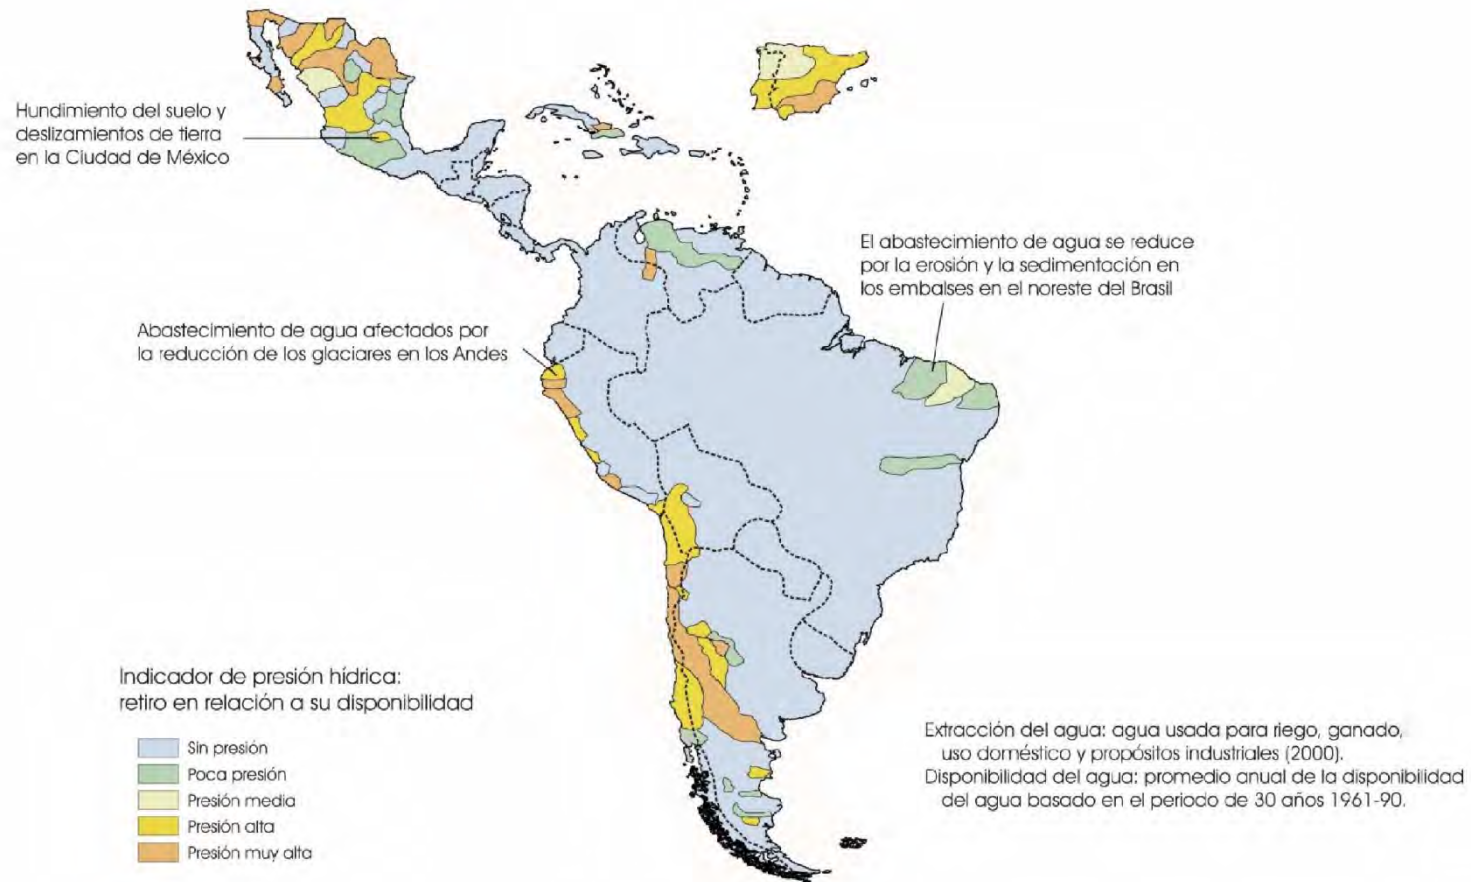 Hundimiento del suelo y
deslizamientos de tierra
en la Ciudad de México
El abastecimiento de agua se reduce
por la erosión y la sedimentación en
los embalses en el noreste del Brasil
Abastecimiento de agua afectados por
la reducción de los glaciares en los Andes
Indicador de presión hídrica:
retiro en relación a su disponibilidad
Sin presión
Poca presión
Presión media
Presión alta
Presión muy alta
Extracción del agua: agua usada para riego, ganado,
uso doméstico y propósitos industriales (2000).
Disponibilidad del agua: promedio anual de la disponibilidad
del agua basado en el periodo de 30 años 1961-90.